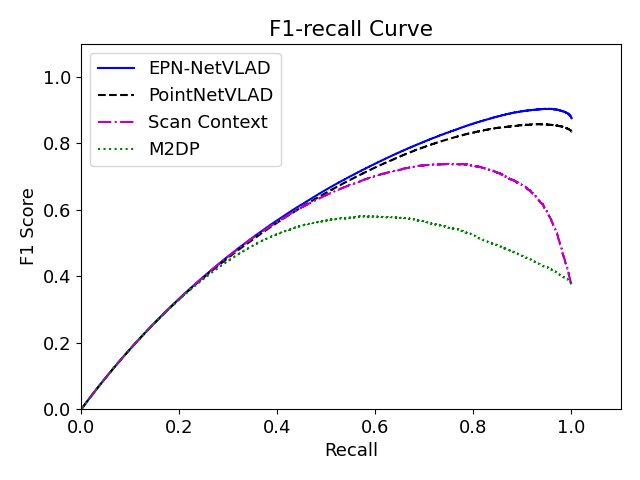 F1-recall Curve
EPN-NetVLAD
PointNetVLAD
Scan Context
M2DP
F1 Score
1.0
0.8
0.6
0.4
0.2
0.0
0.0 0.2 0.4 0.6 0.8 1.0
Recall